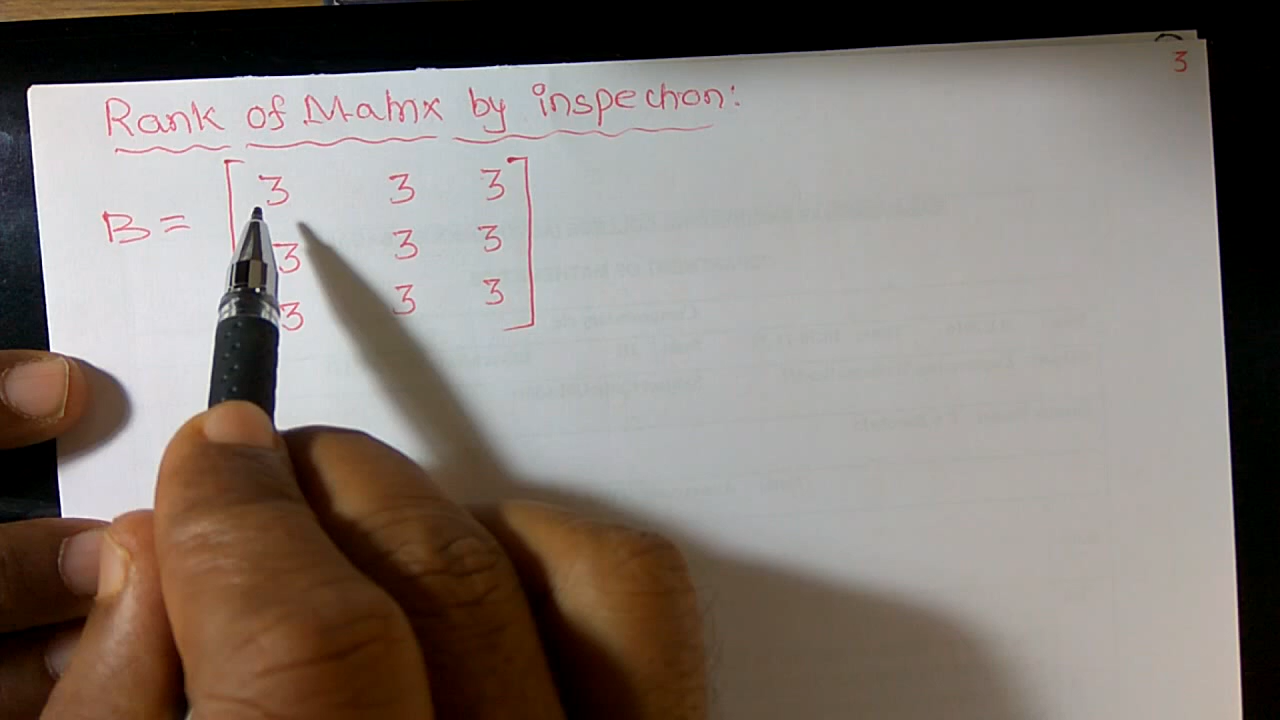 3
Rank of Matrix by inspection:
B = [ 3 3 3
3 3 3
3 3 3 ]